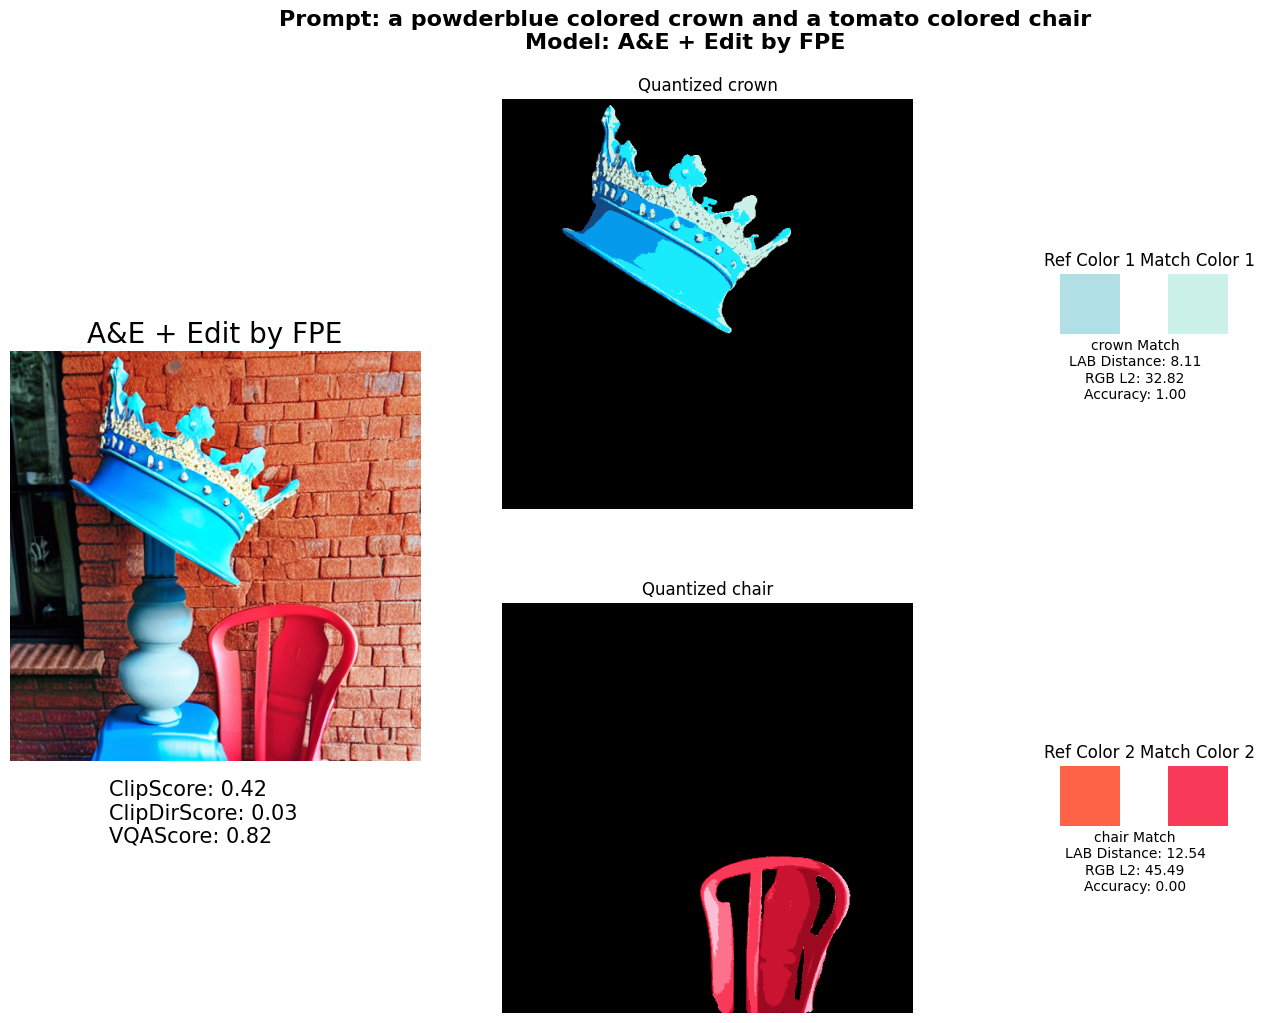 Prompt: a powderblue colored crown and a tomato colored chair
Model: A&E + Edit by FPE
Quantized crown
A&E + Edit by FPE
ClipScore: 0.42
ClipDirScore: 0.03
VQAScore: 0.82
Ref Color 1 Match Color 1
crown Match
LAB Distance: 8.11
RGB L2: 32.82
Accuracy: 1.00
Quantized chair
Ref Color 2 Match Color 2
chair Match
LAB Distance: 12.54
RGB L2: 45.49
Accuracy: 0.00